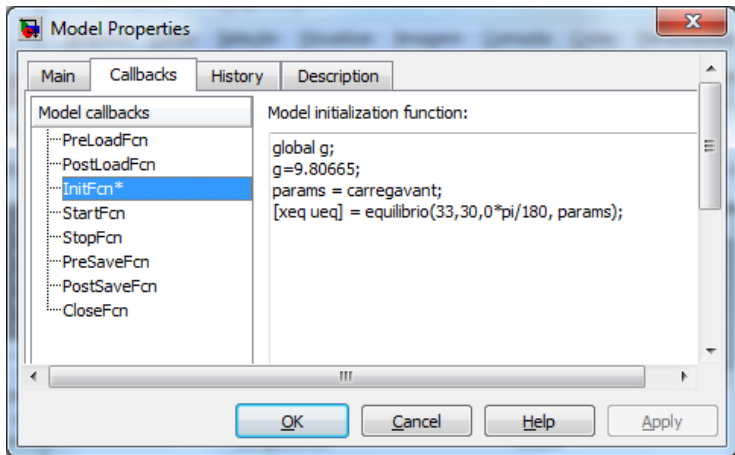 Model Properties
Main Callbacks History Description
Model callbacks
PreLoadFcn
PostLoadFcn
InitFcn*
StartFcn
StopFcn
PreSaveFcn
PostSaveFcn
CloseFcn
Model initialization function:
global g;
g=9.80665;
params = carregavant;
[xeq ueq] = equilibrio(33,30,0*pi/180, params);
OK Cancel Help Apply